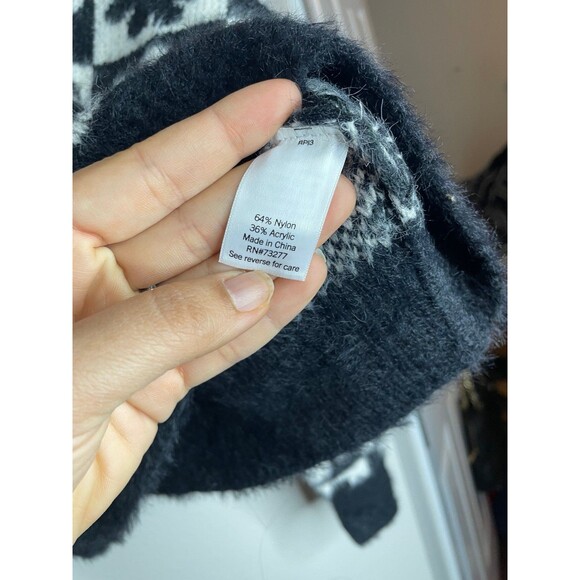 RPI3
64% Nylon
36% Acrylic
Made in China
RN#73277
See reverse for care